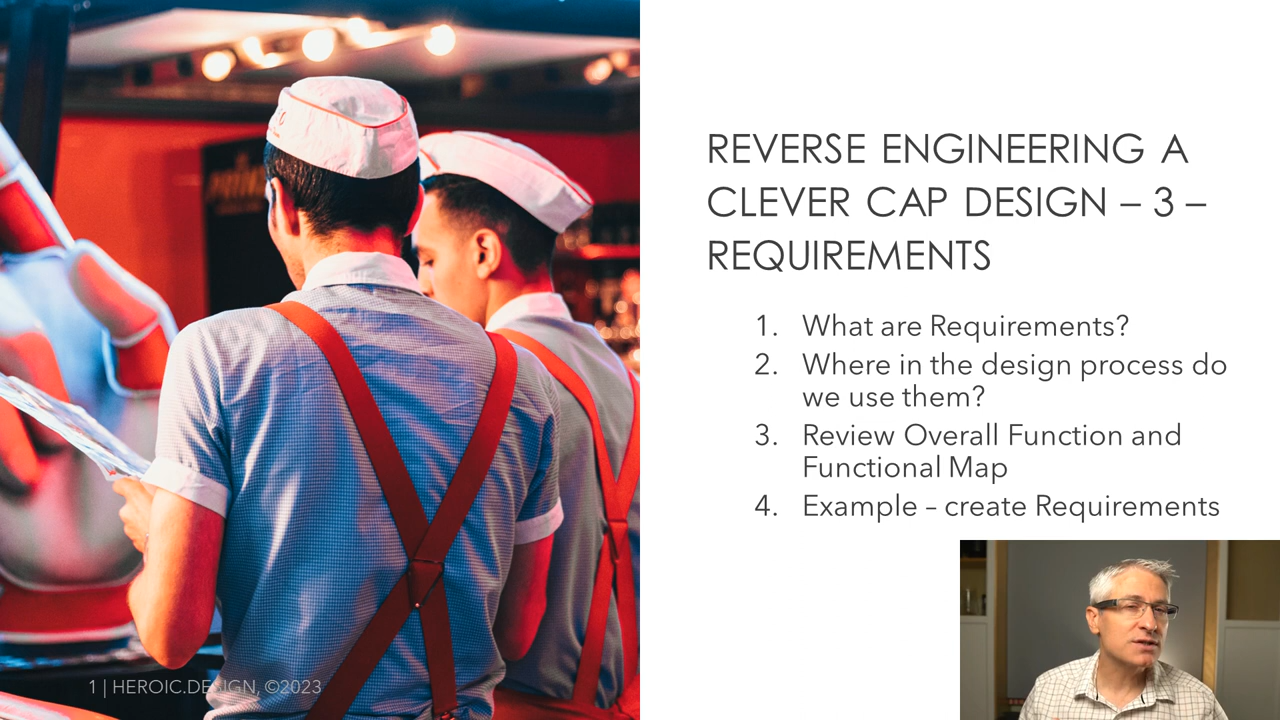 REVERSE ENGINEERING A
CLEVER CAP DESIGN – 3 –
REQUIREMENTS
1. What are Requirements?
2. Where in the design process do
we use them?
3. Review Overall Function and
Functional Map
4. Example – create Requirements
1 | HEROIC.DESIGN, ©2023